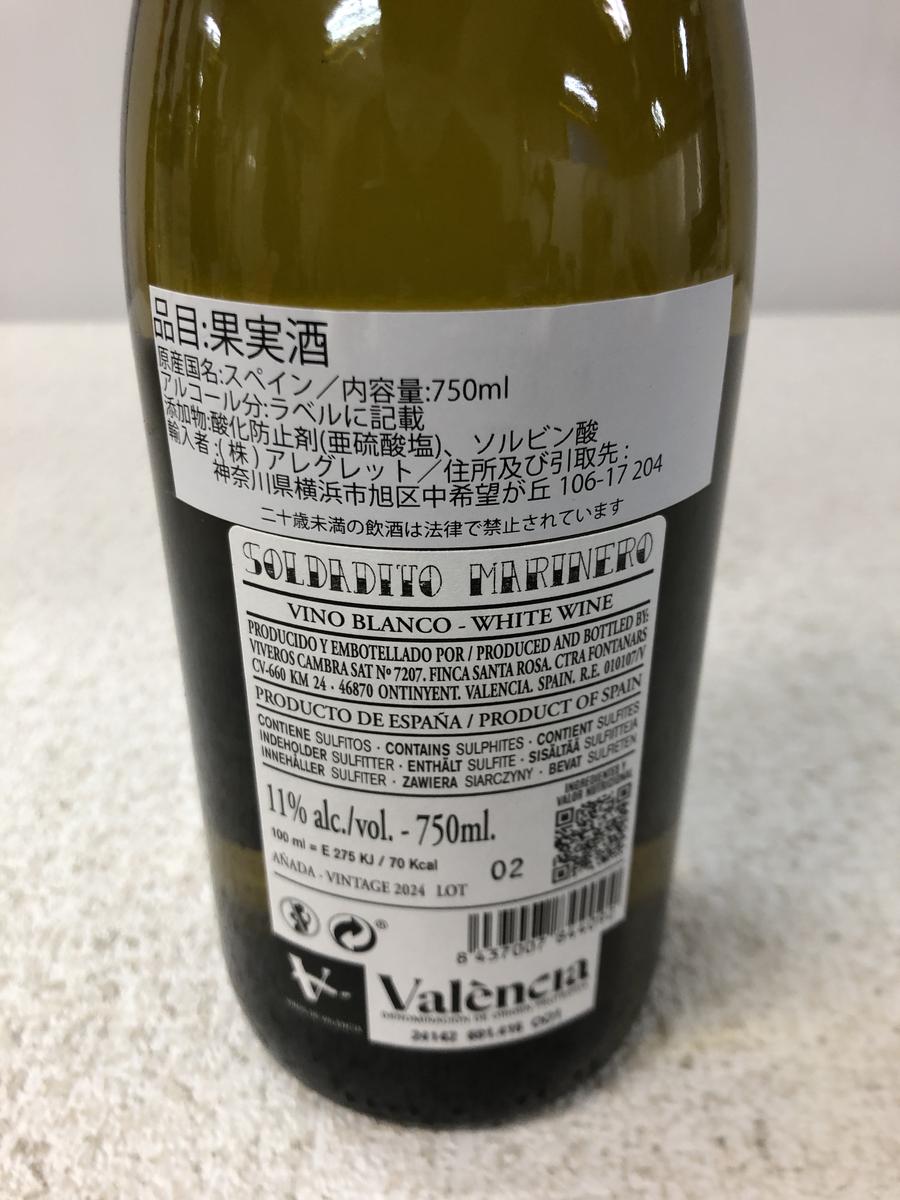 品目:果実酒
原産国名:スペイン／内容量:750ml
アルコール分:ラベルに記載
添加物:酸化防止剤(亜硫酸塩)、ソルビン酸
輸入者:(株)アレグレット／住所及び引取先:
神奈川県横浜市旭区中希望が丘 106-17 204
二十歳未満の飲酒は法律で禁止されています
SOLDADITO MARINERO
VINO BLANCO - WHITE WINE
PRODUCIDO Y EMBOTELLADO POR / PRODUCED AND BOTTLED BY:
VIVEROS CAMBRA SAT Nº 7207. FINCA SANTA ROSA. CTRA FONTANARS
CV-660 KM 24 · 46870 ONTINYENT. VALENCIA. SPAIN. R.E. 010107/V
PRODUCTO DE ESPAÑA / PRODUCT OF SPAIN
CONTIENE SULFITOS · CONTAINS SULPHITES · CONTIENT SULFITES
INDEHOLDER SULFITTER · ENTHÄLT SULFITE · SISÄLTÄÄ SULFIITTEJA
INNEHÅLLER SULFITER · ZAWIERA SIARCZYNY · BEVAT SULFIETEN
INGREDIENTES Y
VALOR NUTRICIONAL
11% alc./vol. - 750ml.
100 ml = E 275 KJ / 70 Kcal
02
AÑADA - VINTAGE 2024 LOT
8 437007
València
DENOMINACIÓN DE ORIGEN